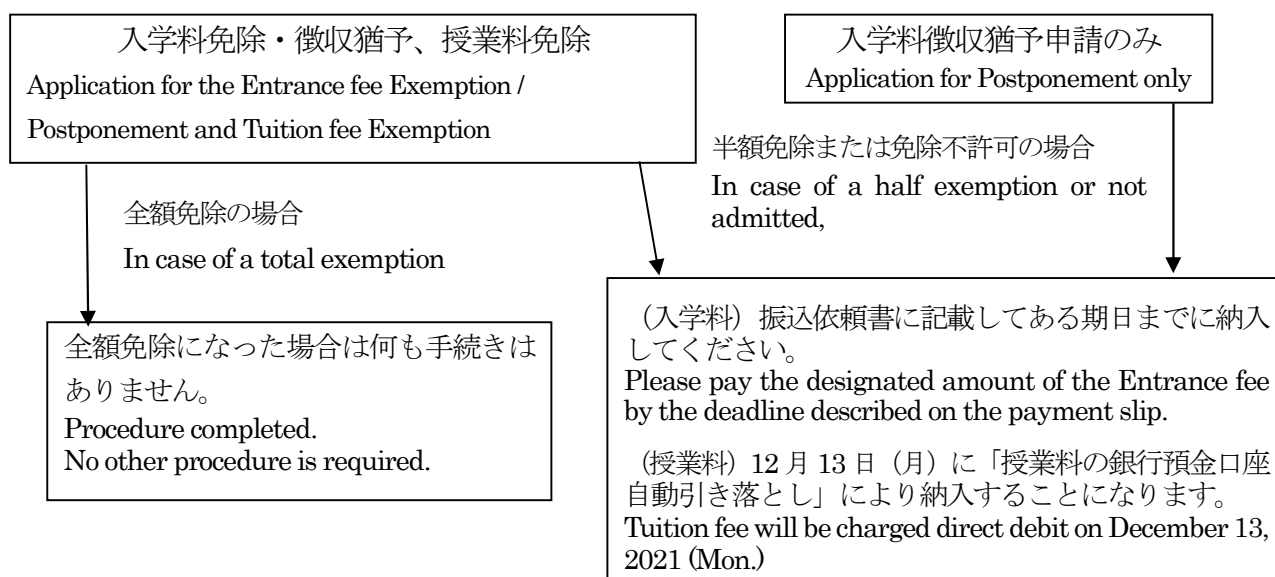 入学料免除・徴収猶予、授業料免除
Application for the Entrance fee Exemption /
Postponement and Tuition fee Exemption
入学料徴収猶予申請のみ
Application for Postponement only
全額免除の場合
In case of a total exemption
半額免除または免除不許可の場合
In case of a half exemption or not
admitted,
全額免除になった場合は何も手続きは
ありません。
Procedure completed.
No other procedure is required.
（入学料）振込依頼書に記載してある期日までに納入
してください。
Please pay the designated amount of the Entrance fee
by the deadline described on the payment slip.
（授業料）12 月 13 日（月）に「授業料の銀行預金口座
自動引き落とし」により納入することになります。
Tuition fee will be charged direct debit on December 13,
2021 (Mon.)